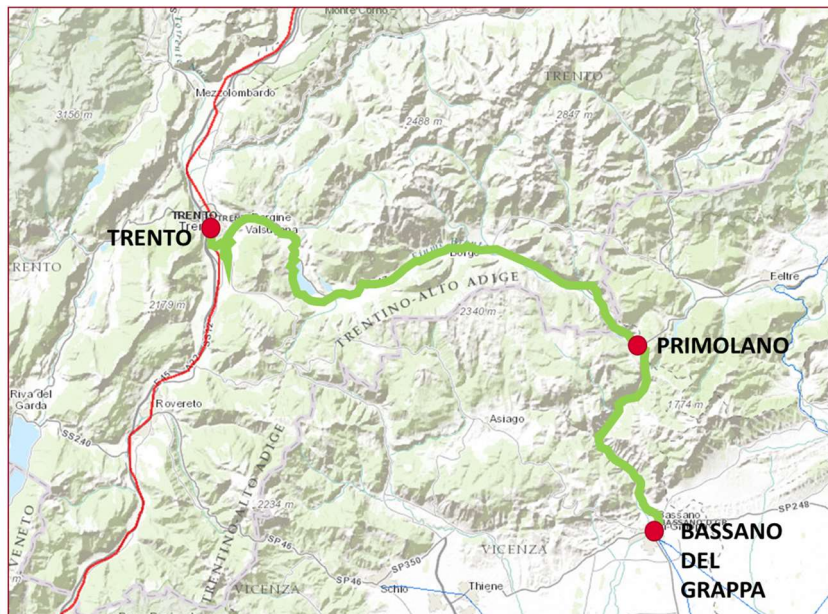 Monte Corno
Mezzolombardo
TRENTO
3156 m
2488 m
2847 m
TRENTO
Pergine
Valsugana
TRENTO
Borgo
TRENTO
Feltre
2179 m
TRENTINO-ALTO ADIGE
2340 m
PRIMOLANO
Riva del
Garda
Rovereto
SS240
1774 m
Asiago
TRENTINO-ALTO ADIGE
VENETO
2234 m
SP46
SP350
SP46
VICENZA
VICENZA
Schio
Thiene
Bassano
SP248
BASSANO
DEL
GRAPPA